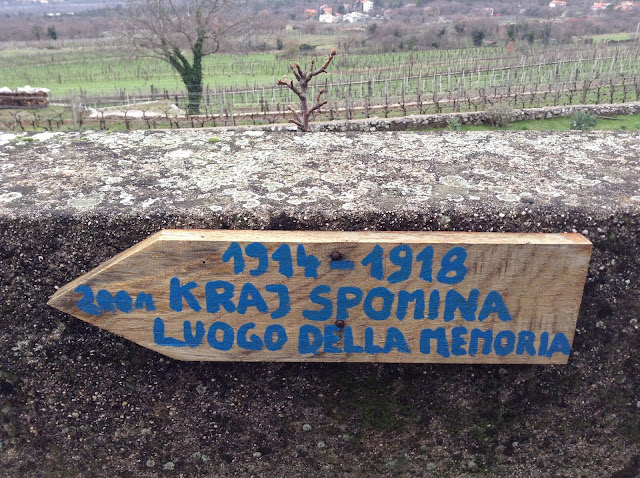 1914-1918
200m KRAJ SPOMINA
LUOGO DELLA MEMORIA